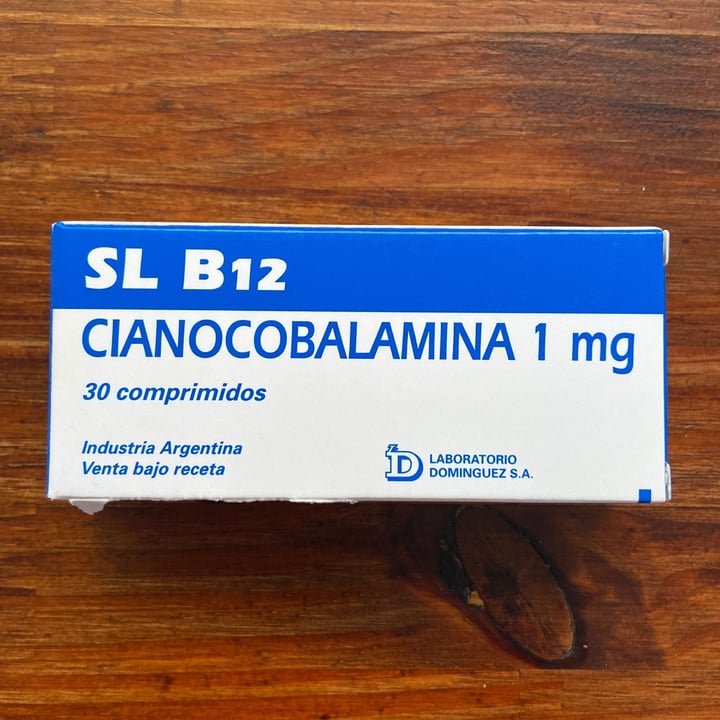 SL B12
CIANOCOBALAMINA 1 mg
30 comprimidos
Industria Argentina
Venta bajo receta
LABORATORIO
DOMINGUEZ S.A.